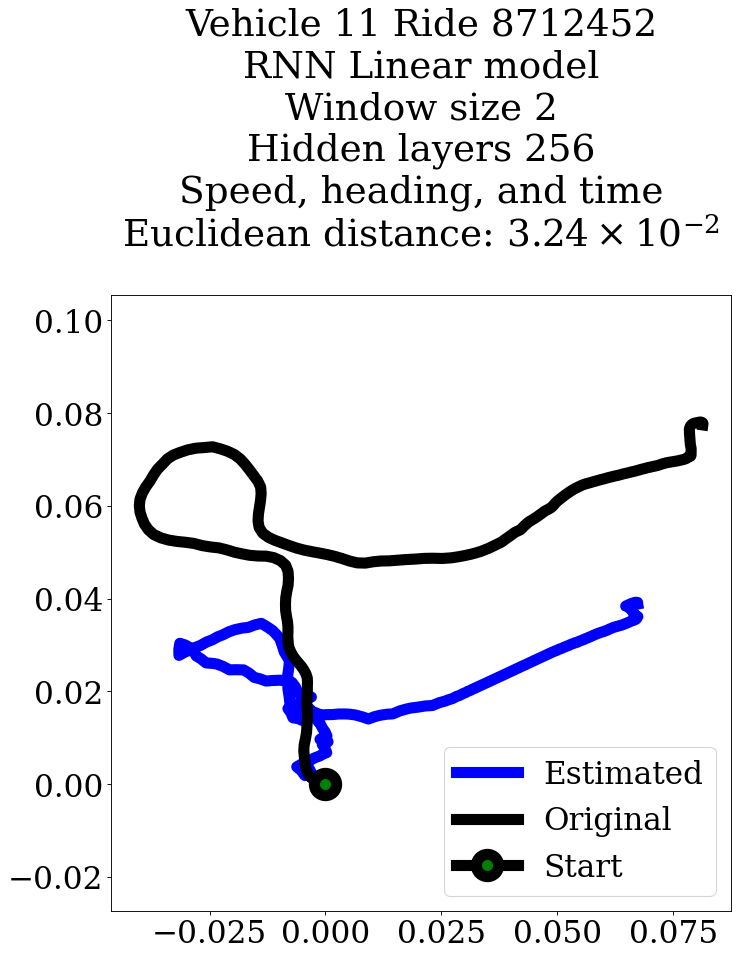 Vehicle 11 Ride 8712452
RNN Linear model
Window size 2
Hidden layers 256
Speed, heading, and time
Euclidean distance: 3.24 × 10⁻²
0.10
0.08
0.06
0.04
0.02
0.00
−0.02
Estimated
Original
Start
−0.025 0.000 0.025 0.050 0.075